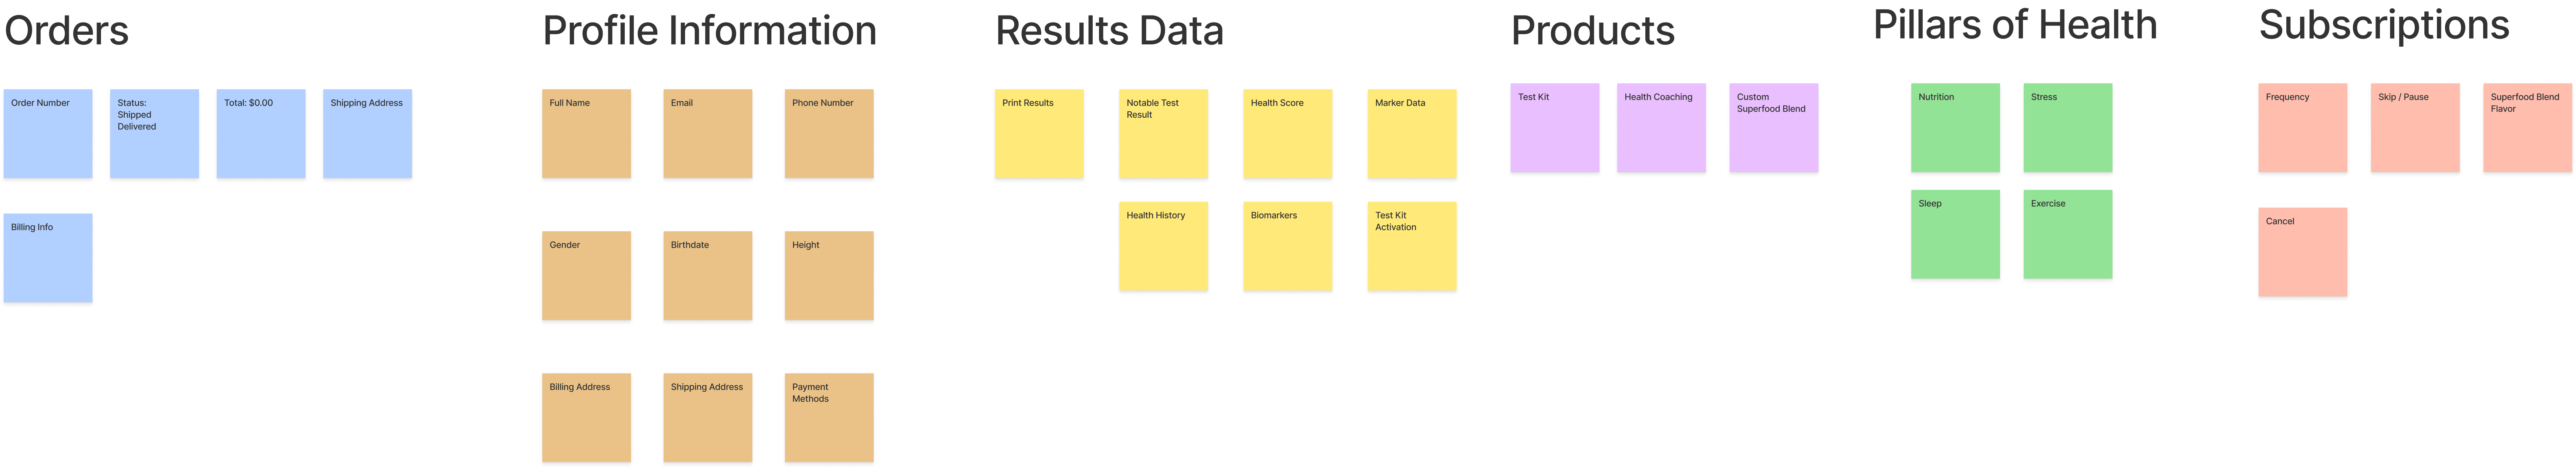 Orders
Order Number
Status:
Shipped
Delivered
Total: $0.00
Shipping Address
Billing Info
Profile Information
Full Name
Email
Phone Number
Gender
Birthdate
Height
Billing Address
Shipping Address
Payment
Methods
Results Data
Print Results
Notable Test
Result
Health Score
Marker Data
Health History
Biomarkers
Test Kit
Activation
Products
Test Kit
Health Coaching
Custom
Superfood Blend
Pillars of Health
Nutrition
Stress
Sleep
Exercise
Subscriptions
Frequency
Skip / Pause
Superfood Blend
Flavor
Cancel